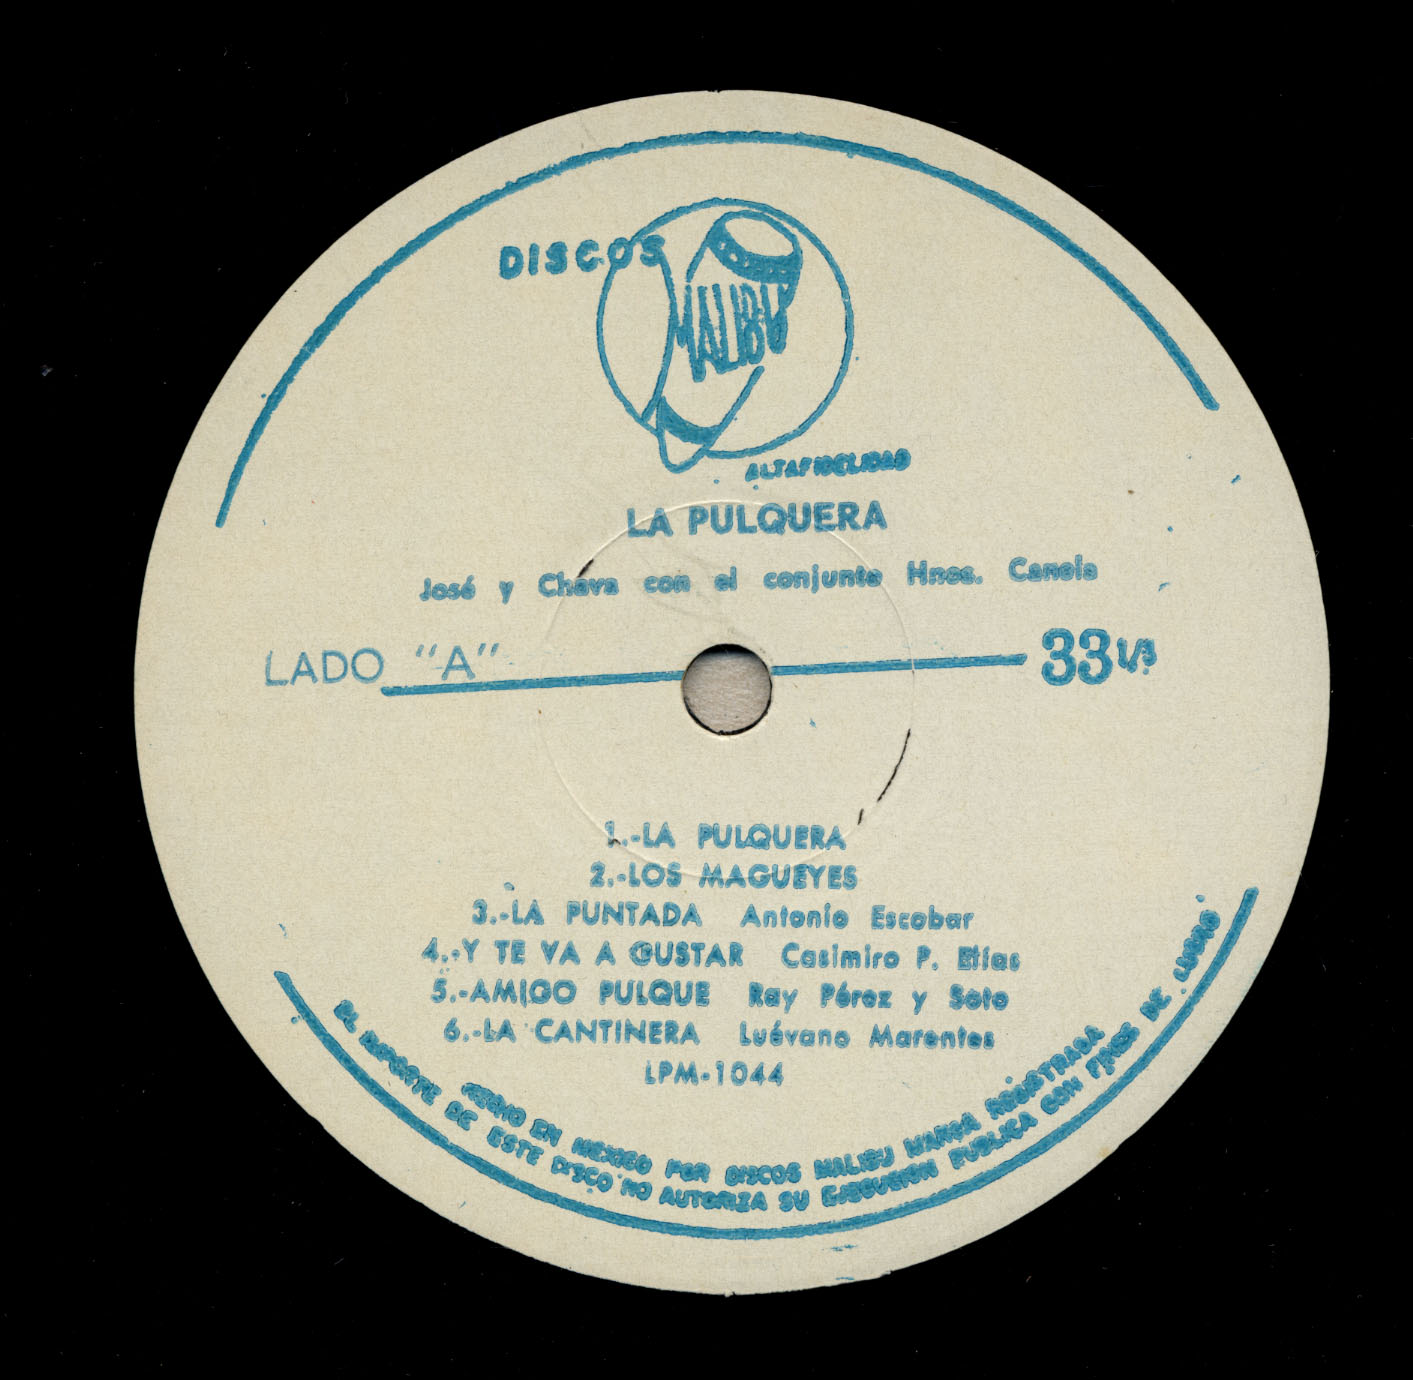 DISCOS
MALIBU
ALTAFIDELIDAD
LA PULQUERA
José y Chava con el conjunto Hnos. Canela
LADO "A"
33 1/3
1.-LA PULQUERA
2.-LOS MAGUEYES
3.-LA PUNTADA Antonio Escobar
4.-Y TE VA A GUSTAR Casimiro P. Elías
5.-AMIGO PULQUE Ray Pérez y Soto
6.-LA CANTINERA Luévano Marentes
LPM-1044
HECHO EN MEXICO POR DISCOS MALIBU MARCA REGISTRADA
EL IMPORTE DE ESTE DISCO NO AUTORIZA SU EJECUCION PUBLICA CON FINES DE LUCRO